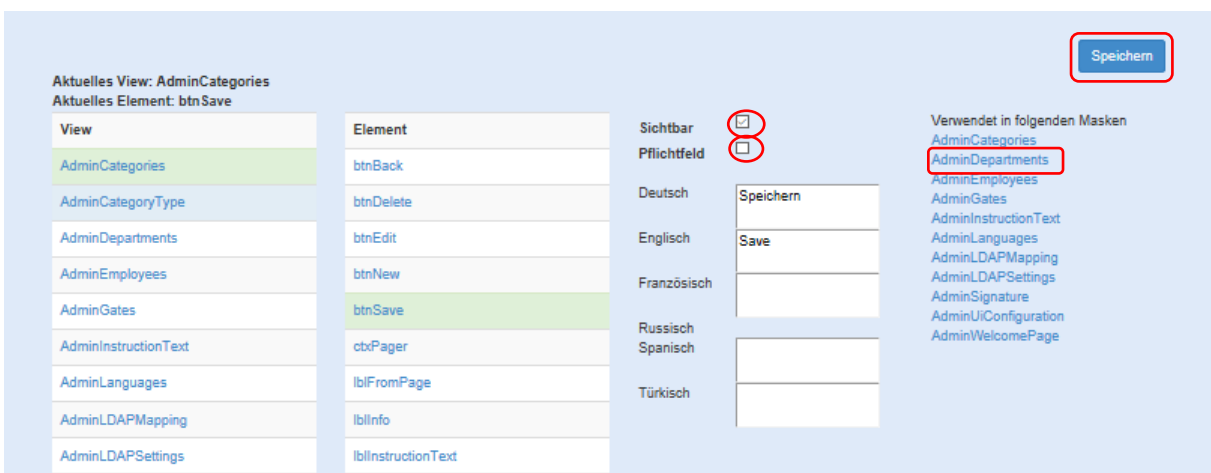 Speichern
Aktuelles View: AdminCategories
Aktuelles Element: btnSave
View
AdminCategories
AdminCategoryType
AdminDepartments
AdminEmployees
AdminGates
AdminInstructionText
AdminLanguages
AdminLDAPMapping
AdminLDAPSettings
Element
btnBack
btnDelete
btnEdit
btnNew
btnSave
ctxPager
lblFromPage
lblInfo
lblInstructionText
Sichtbar
Pflichtfeld
Deutsch Speichern
Englisch Save
Französisch
Russisch
Spanisch
Türkisch
Verwendet in folgenden Masken
AdminCategories
AdminDepartments
AdminEmployees
AdminGates
AdminInstructionText
AdminLanguages
AdminLDAPMapping
AdminLDAPSettings
AdminSignature
AdminUiConfiguration
AdminWelcomePage